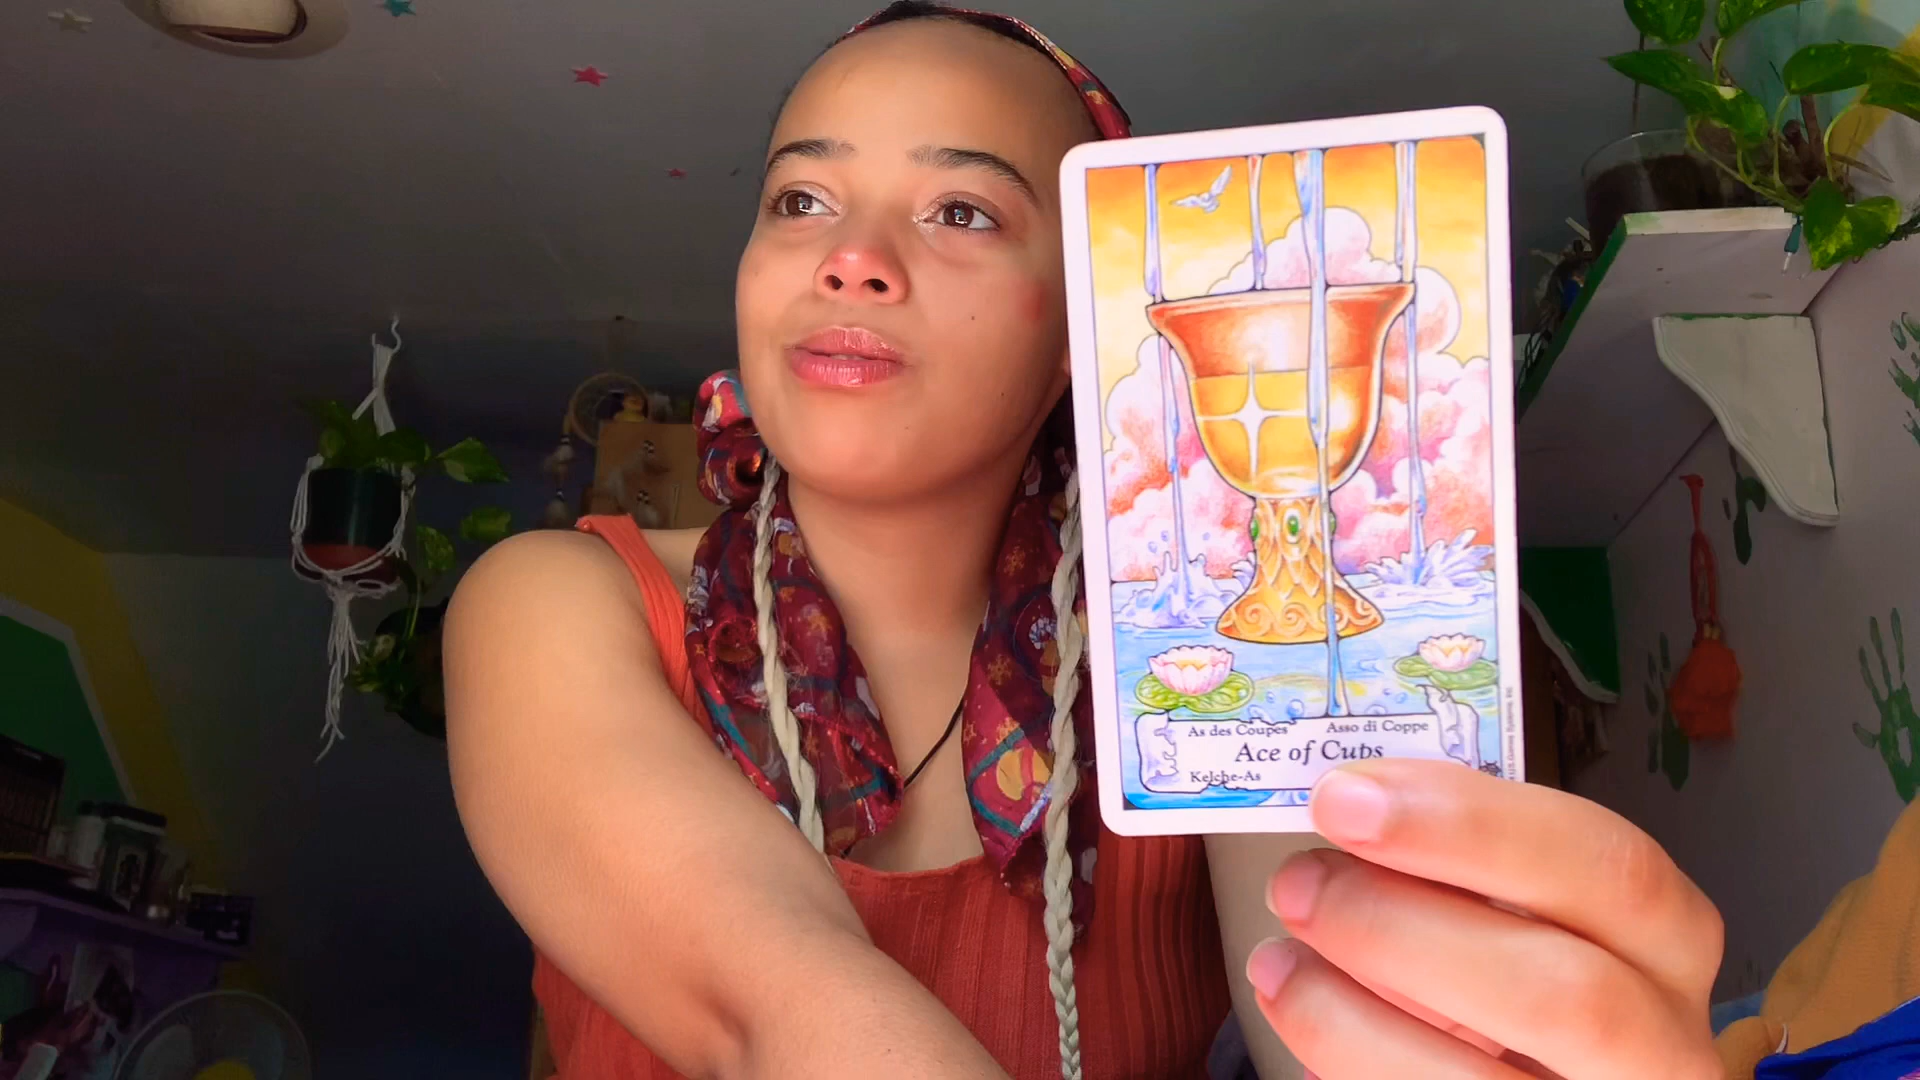 As des Coupes Asso di Coppe
Ace of Cups
Kelche-As